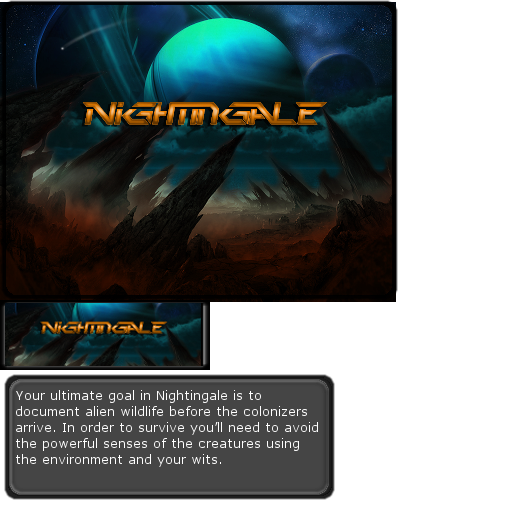 NIGHTINGALE
NIGHTINGALE
Your ultimate goal in Nightingale is to
document alien wildlife before the colonizers
arrive. In order to survive you'll need to avoid
the powerful senses of the creatures using
the environment and your wits.